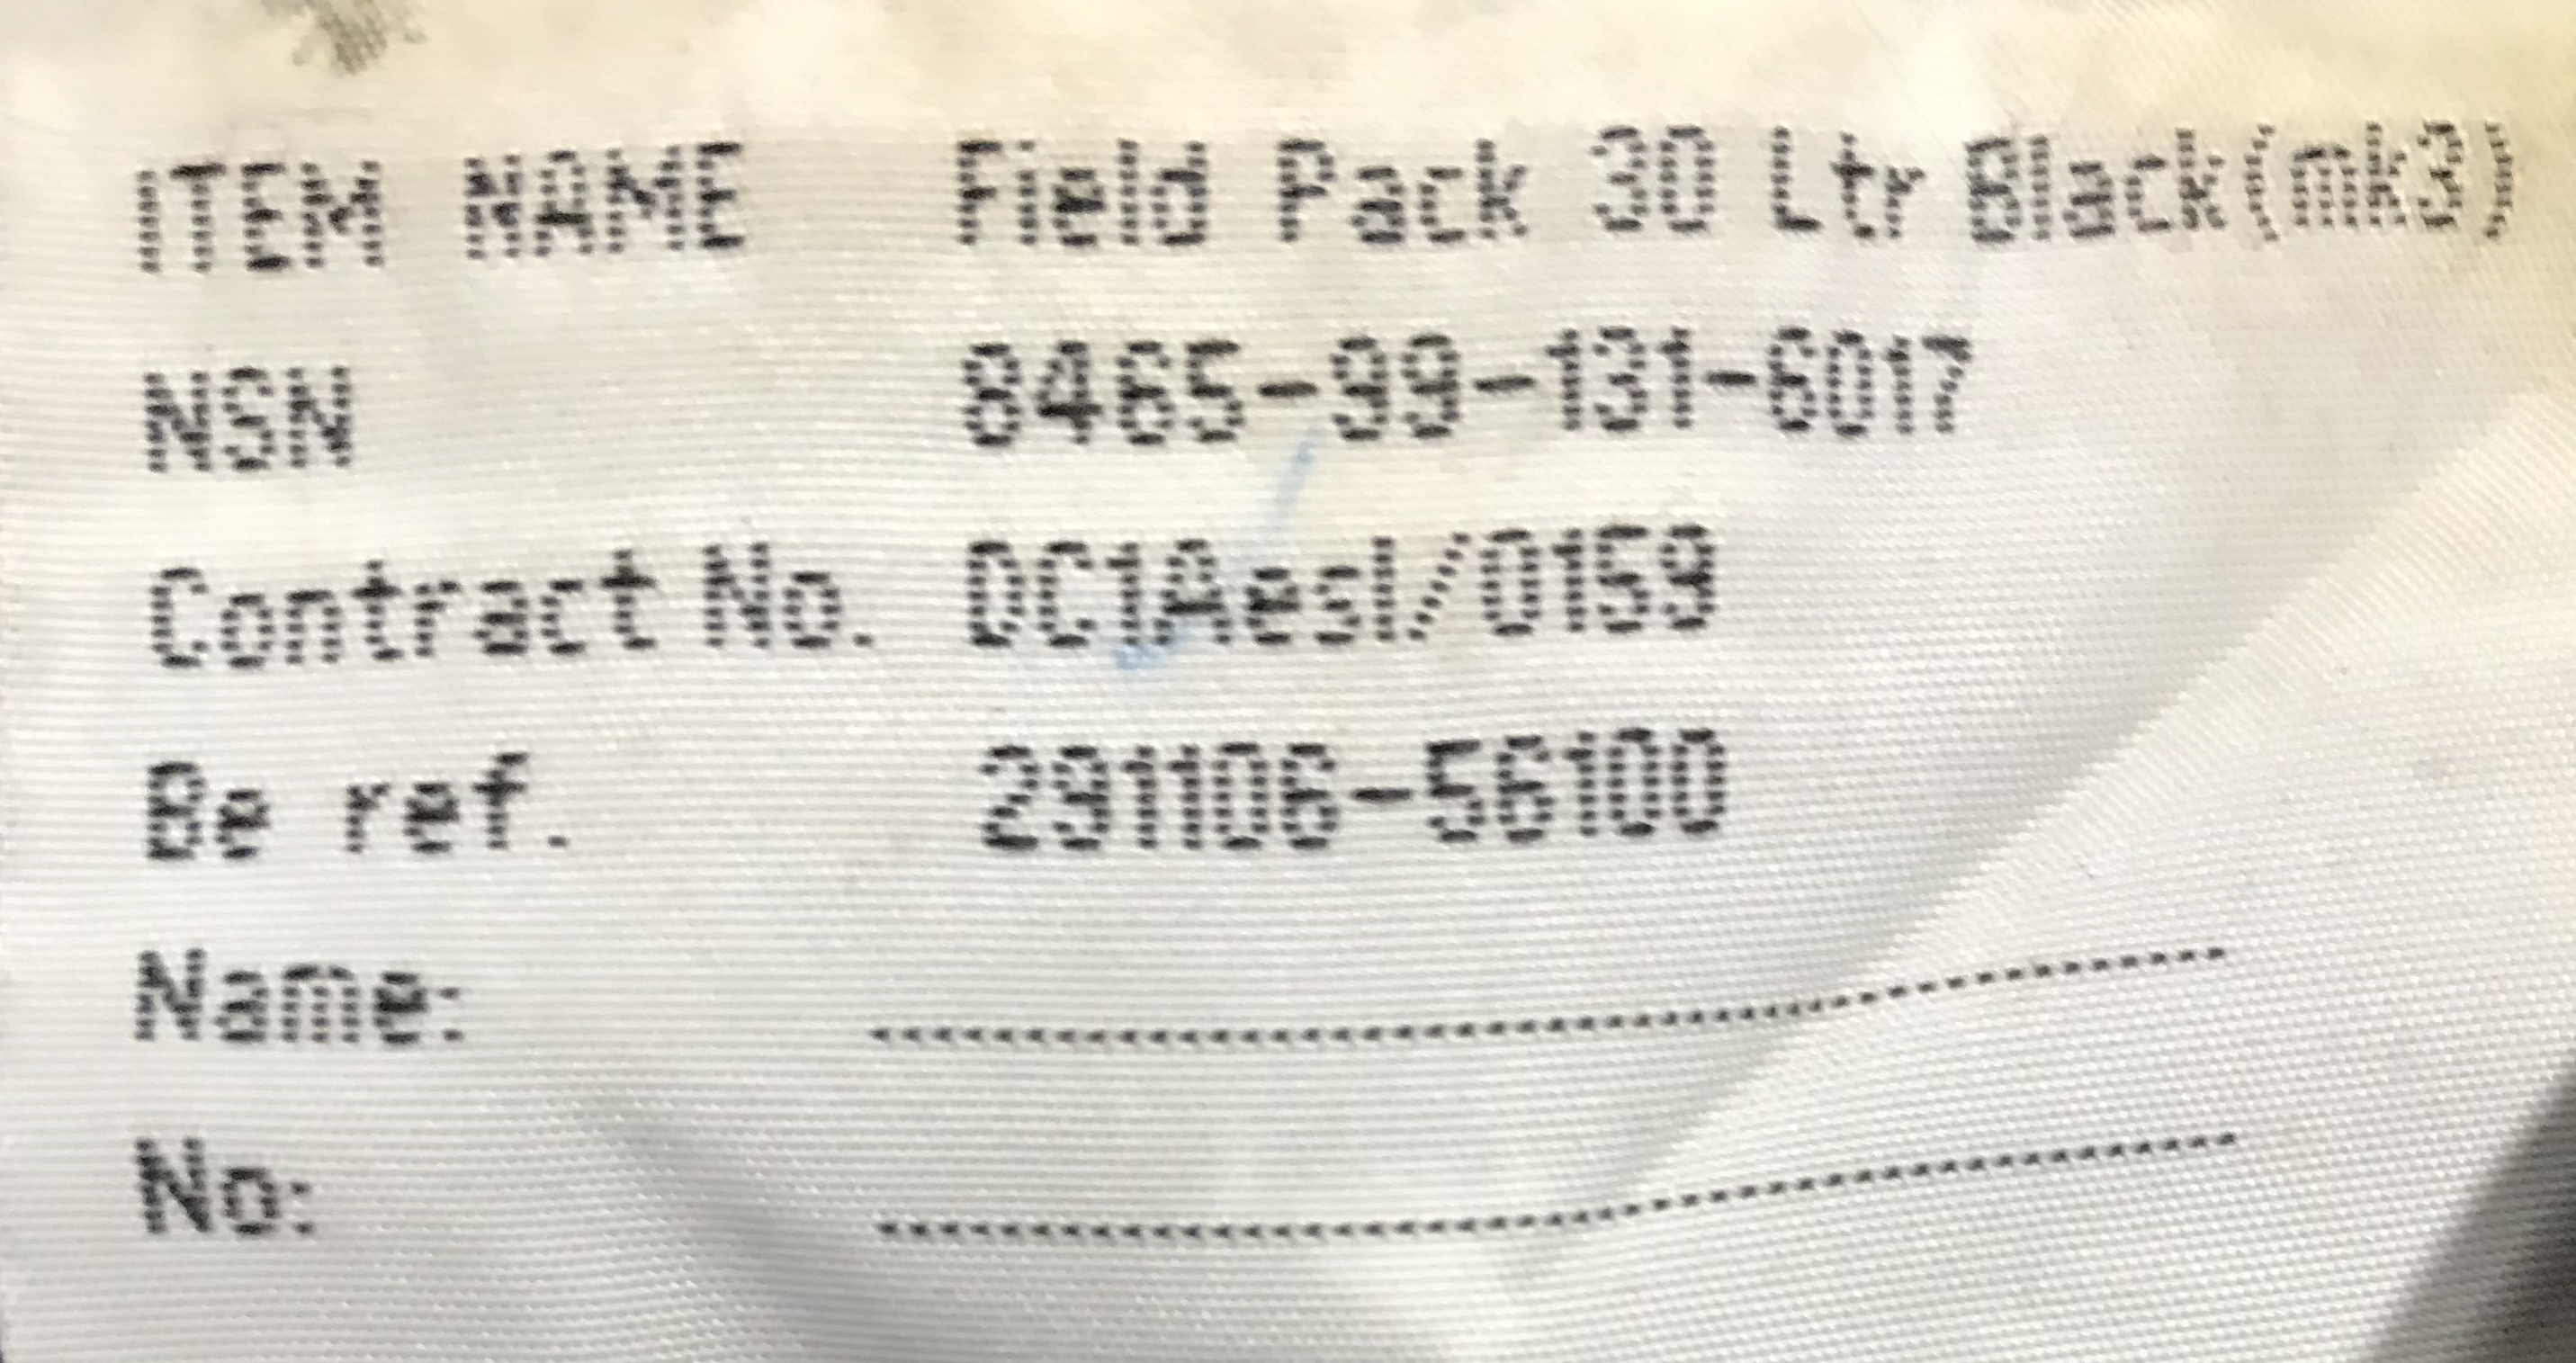 ITEM NAME Field Pack 30 Ltr Black(mk3)
NSN 8465-99-131-6017
Contract No. DC1Aesl/0159
Be ref. 291106-56100
Name: ................................................
No: ................................................